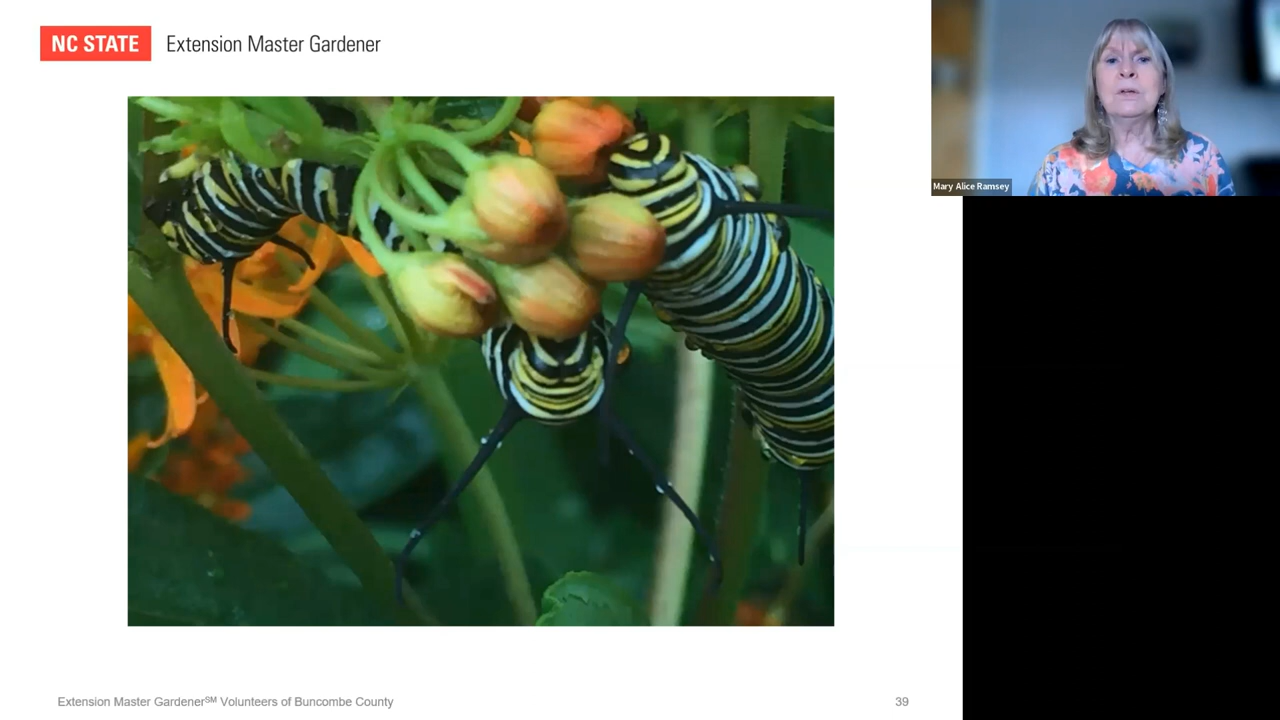 NC STATE Extension Master Gardener
Mary Alice Ramsey
Extension Master Gardener℠ Volunteers of Buncombe County 39